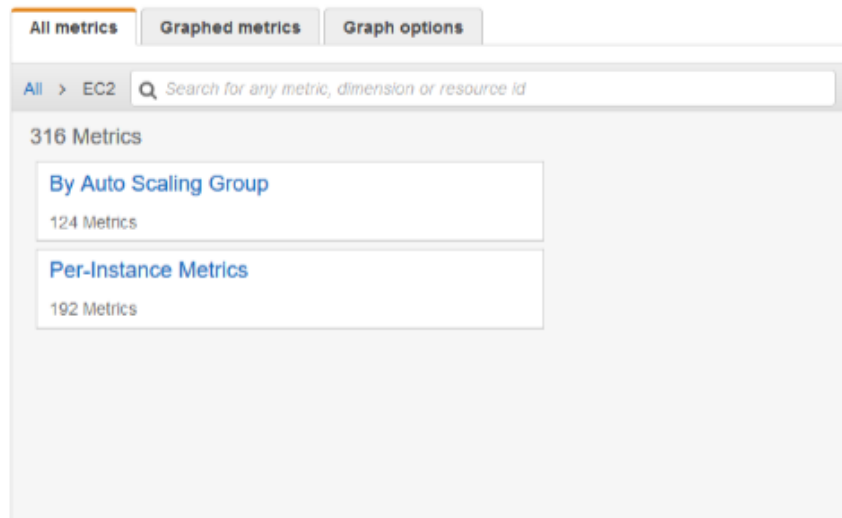 All metrics Graphed metrics Graph options
All > EC2 Search for any metric, dimension or resource id
316 Metrics
By Auto Scaling Group
124 Metrics
Per-Instance Metrics
192 Metrics